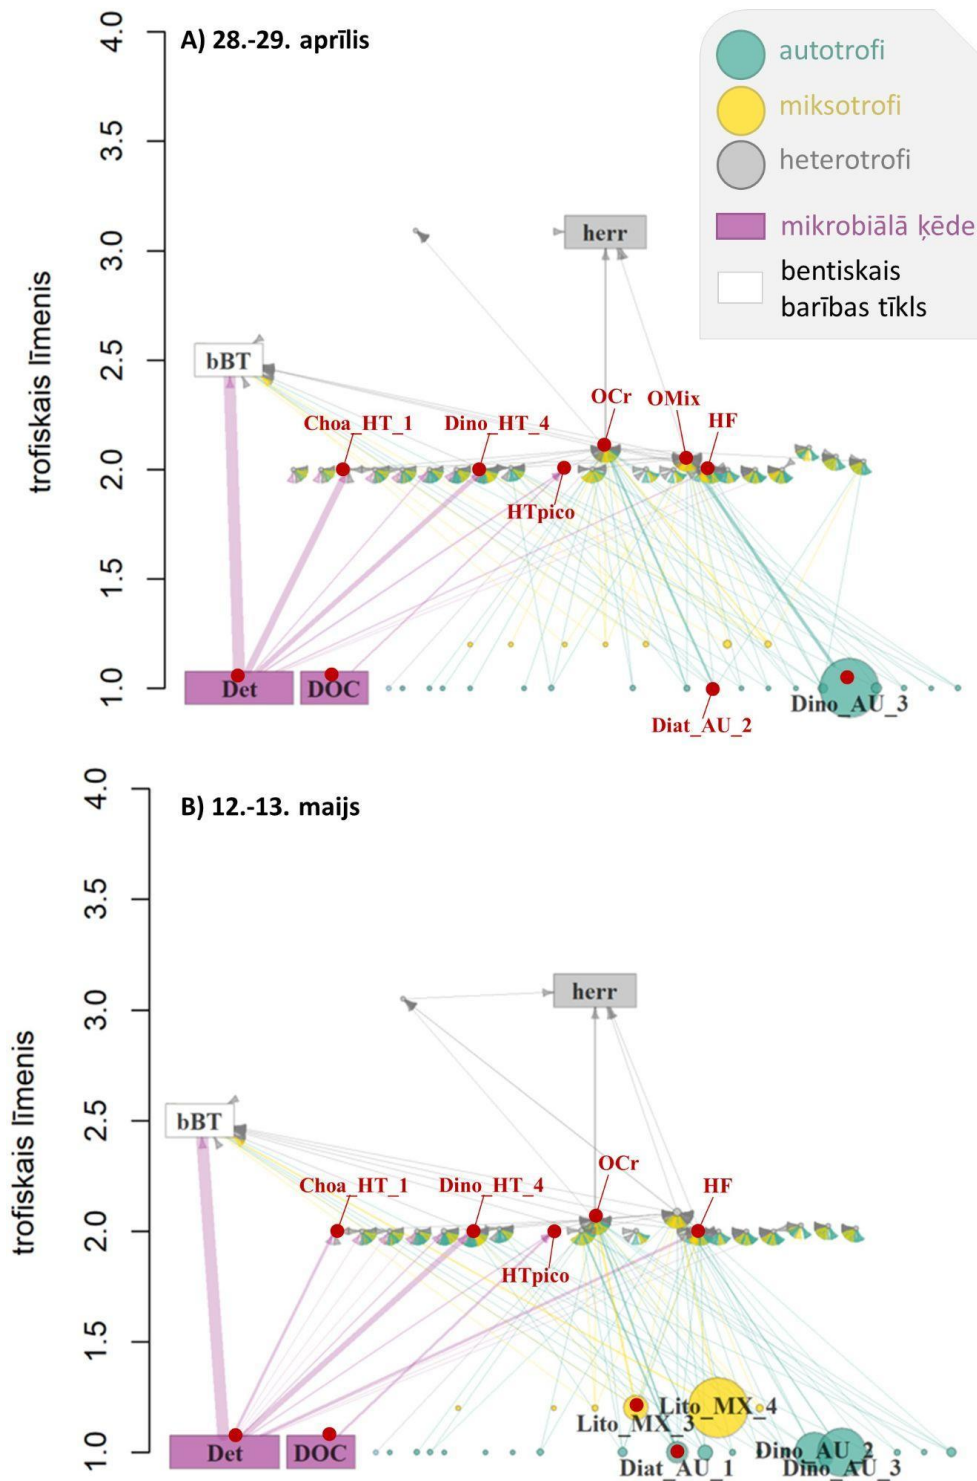 A) 28.-29. aprīlis
autotrofi
miksotrofi
heterotrofi
mikrobiālā ķēde
bentiskais
barības tīkls
trofiskais līmenis
4.0
3.5
3.0
2.5
2.0
1.5
1.0
herr
bBT
OCr
OMix
Choa_HT_1
Dino_HT_4
HF
HTpico
Det
DOC
Dino_AU_3
Diat_AU_2
B) 12.-13. maijs
trofiskais līmenis
4.0
3.5
3.0
2.5
2.0
1.5
1.0
herr
bBT
OCr
Choa_HT_1
Dino_HT_4
HF
HTpico
Lito_MX_4
Lito_MX_3
Det
DOC
Dino_AU_2
Diat_AU_1
Dino_AU_3